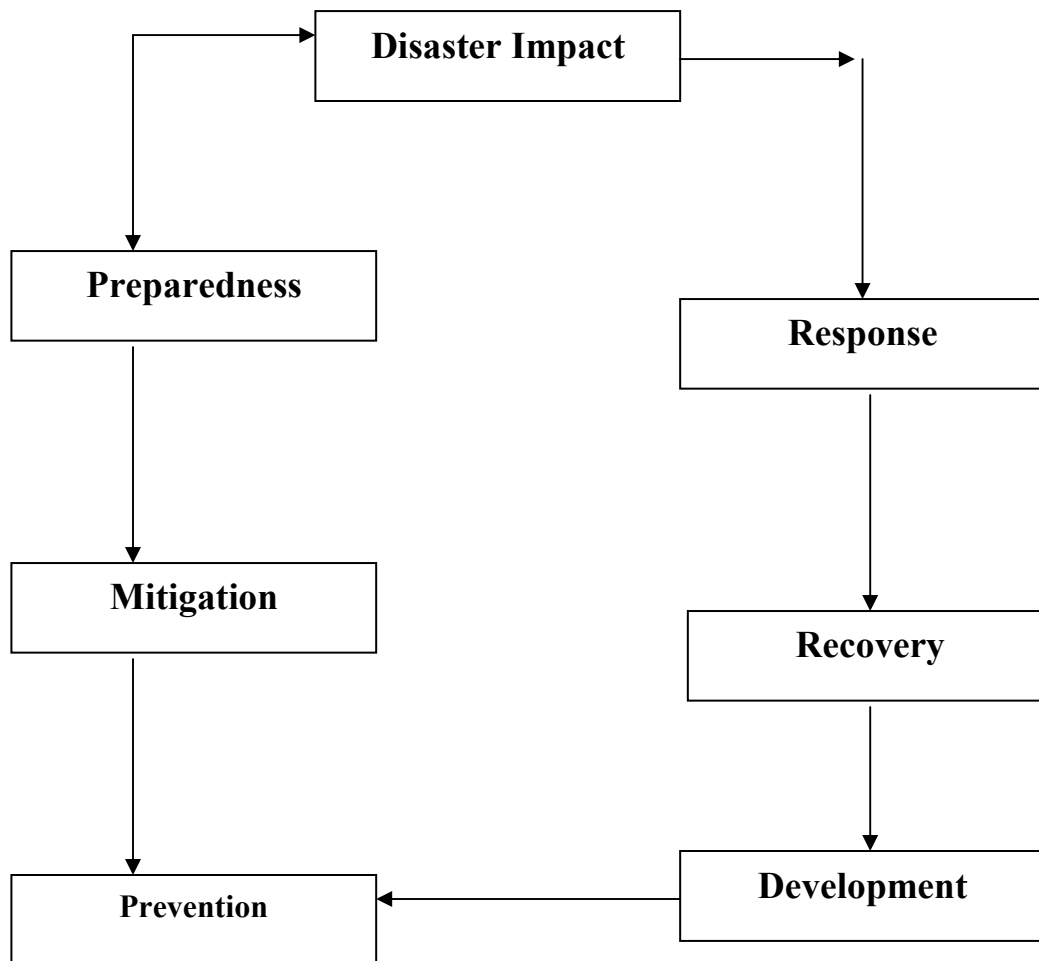 Disaster Impact
Preparedness
Response
Mitigation
Recovery
Development
Prevention